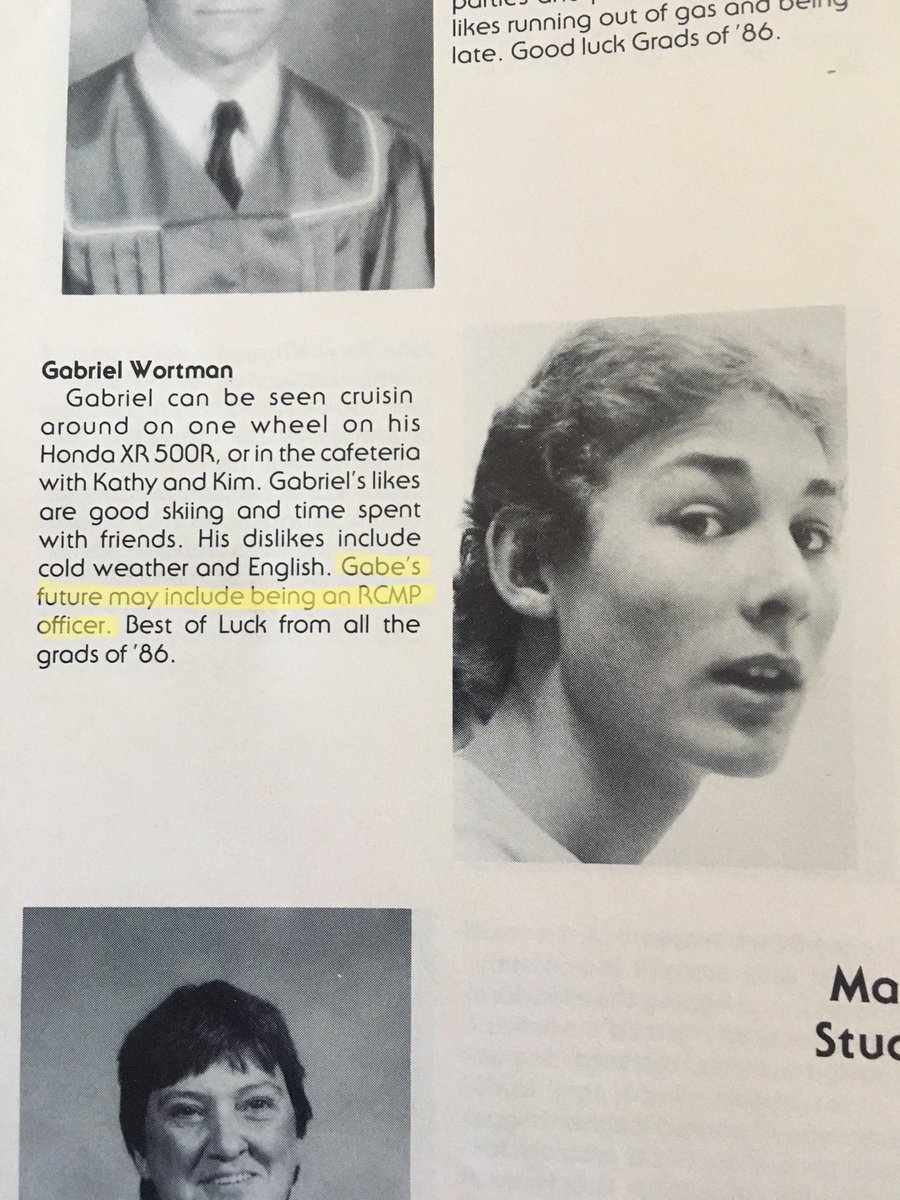 likes running out of gas and being
late. Good luck Grads of '86.
Gabriel Wortman
Gabriel can be seen cruisin
around on one wheel on his
Honda XR 500R, or in the cafeteria
with Kathy and Kim. Gabriel's likes
are good skiing and time spent
with friends. His dislikes include
cold weather and English. Gabe's
future may include being an RCMP
officer. Best of Luck from all the
grads of '86.
Ma
Stud